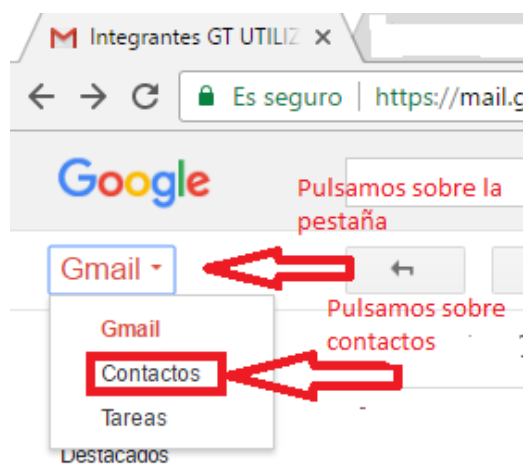 Integrantes GT UTILIZ
Es seguro https://mail.g
Google
Pulsamos sobre la
pestaña
Gmail
Pulsamos sobre
contactos
Gmail
Contactos
Tareas
Destacados